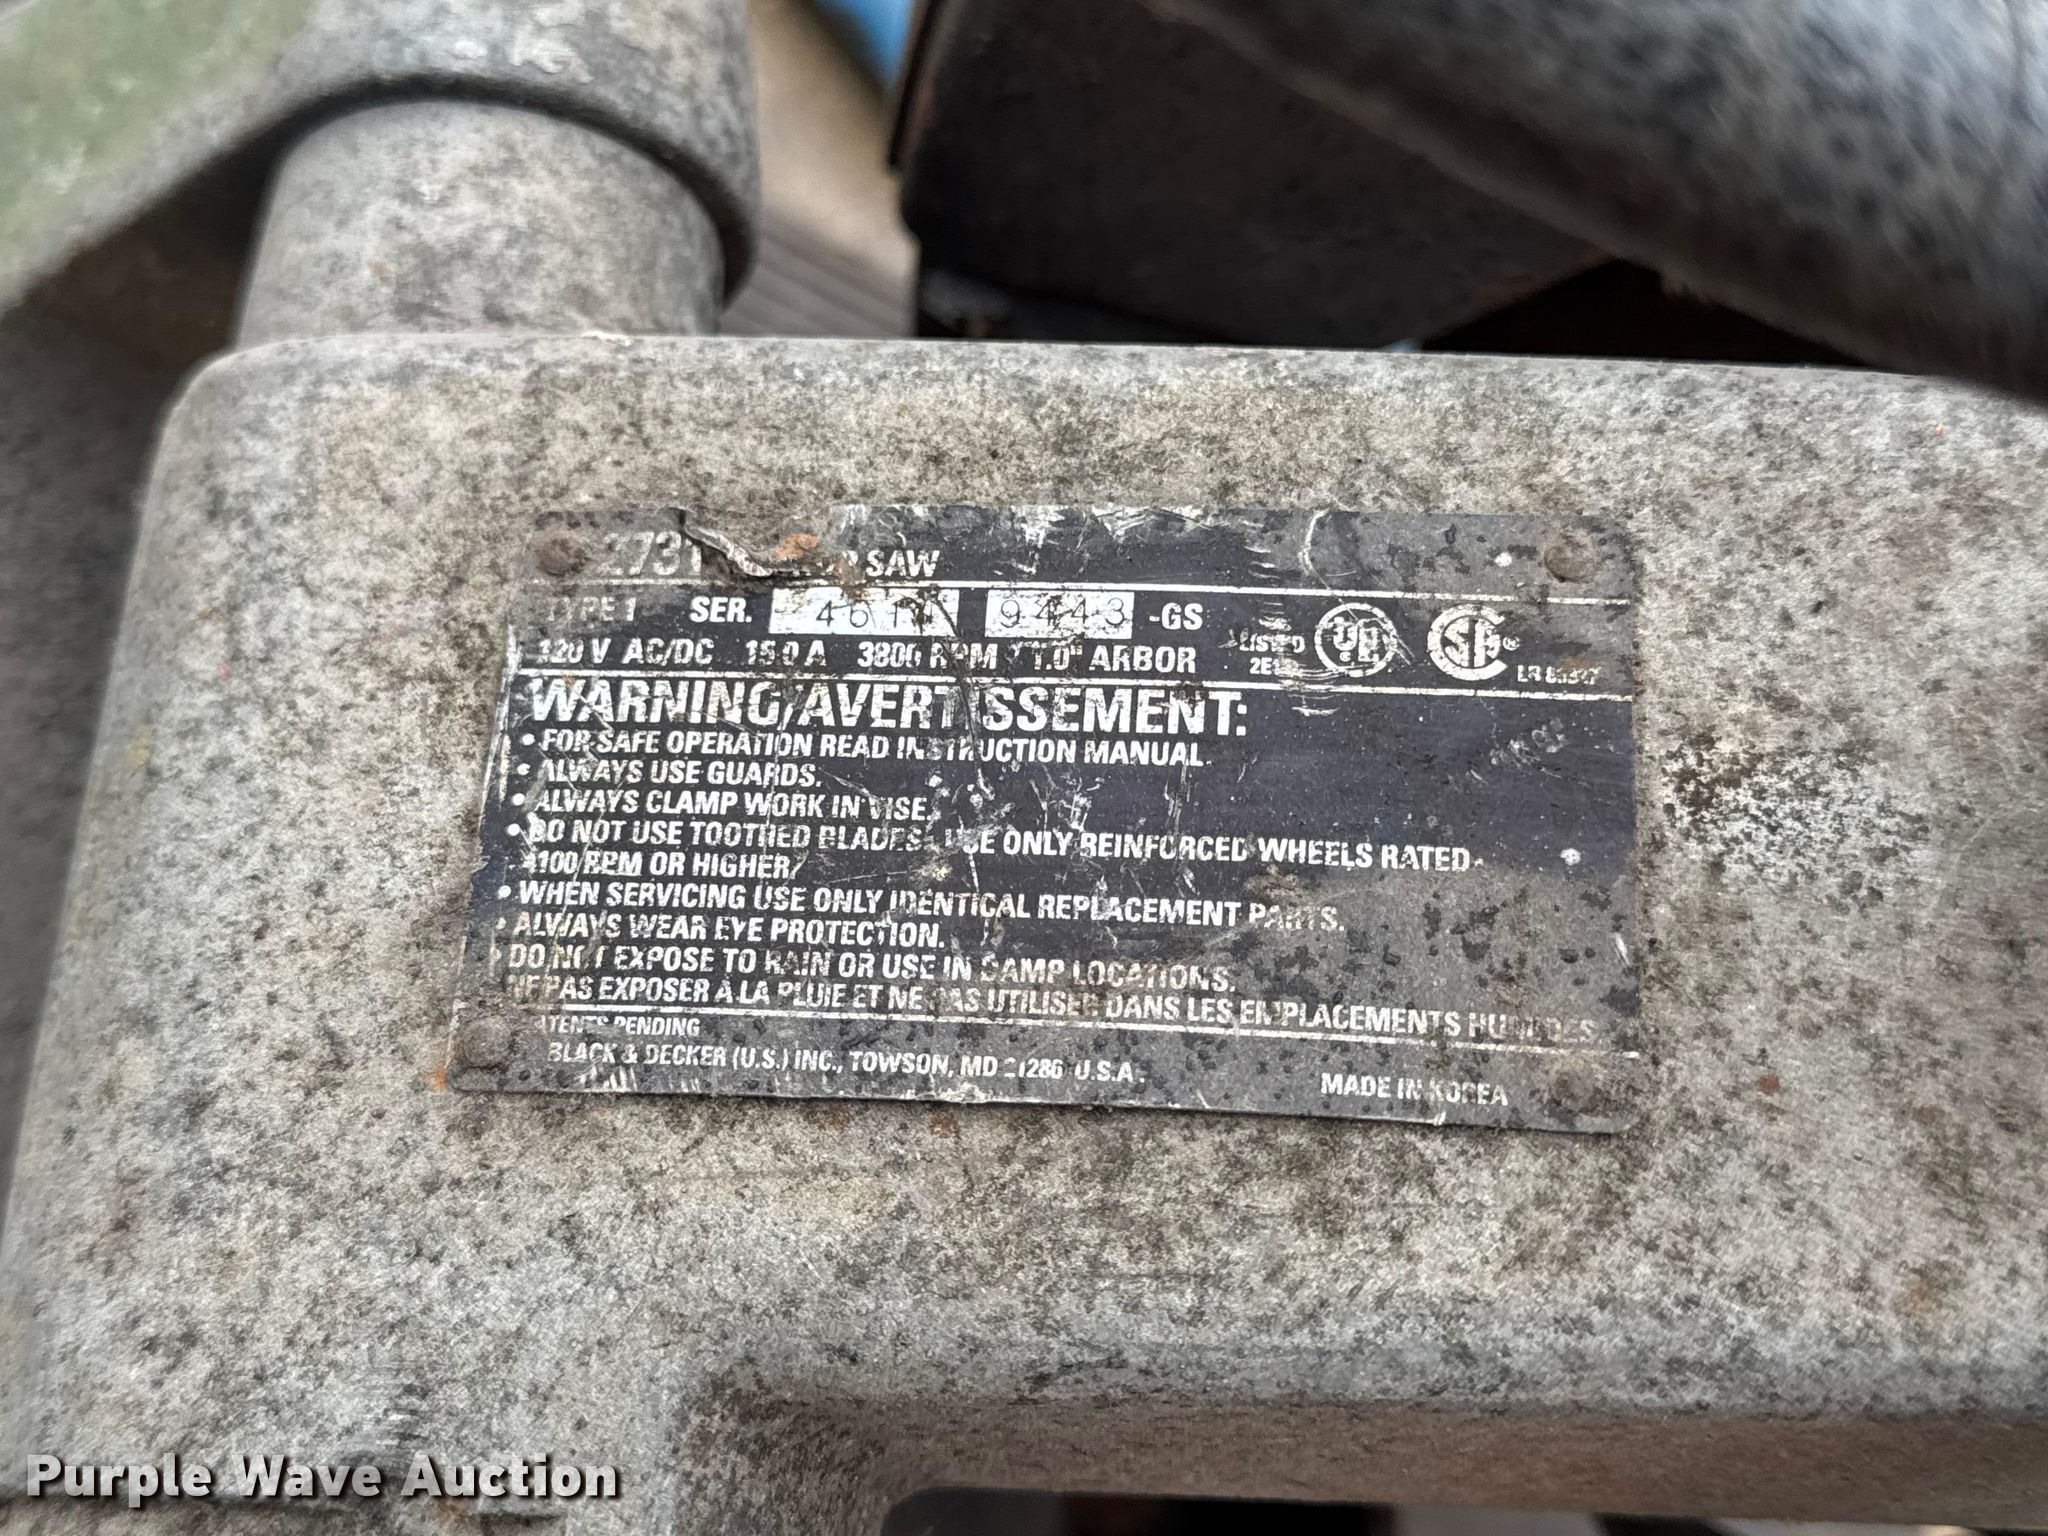 2731 SAW
TYPE 1 SER. 9443 -GS
120 V AC/DC 15.0 A 3800 RPM 1.0" ARBOR
LISTED UL SA
WARNING/AVERTISSEMENT:
• FOR SAFE OPERATION READ INSTRUCTION MANUAL.
• ALWAYS USE GUARDS.
• ALWAYS CLAMP WORK IN VISE.
• DO NOT USE TOOTHED BLADES. USE ONLY REINFORCED WHEELS RATED
4100 RPM OR HIGHER.
• WHEN SERVICING USE ONLY IDENTICAL REPLACEMENT PARTS.
• ALWAYS WEAR EYE PROTECTION.
DO NOT EXPOSE TO RAIN OR USE IN DAMP LOCATIONS.
NE PAS EXPOSER A LA PLUIE ET NE PAS UTILISER DANS LES EMPLACEMENTS HUMIDES
PATENTS PENDING
BLACK & DECKER (U.S.) INC., TOWSON, MD 21286 U.S.A.
MADE IN KOREA
Purple Wave Auction